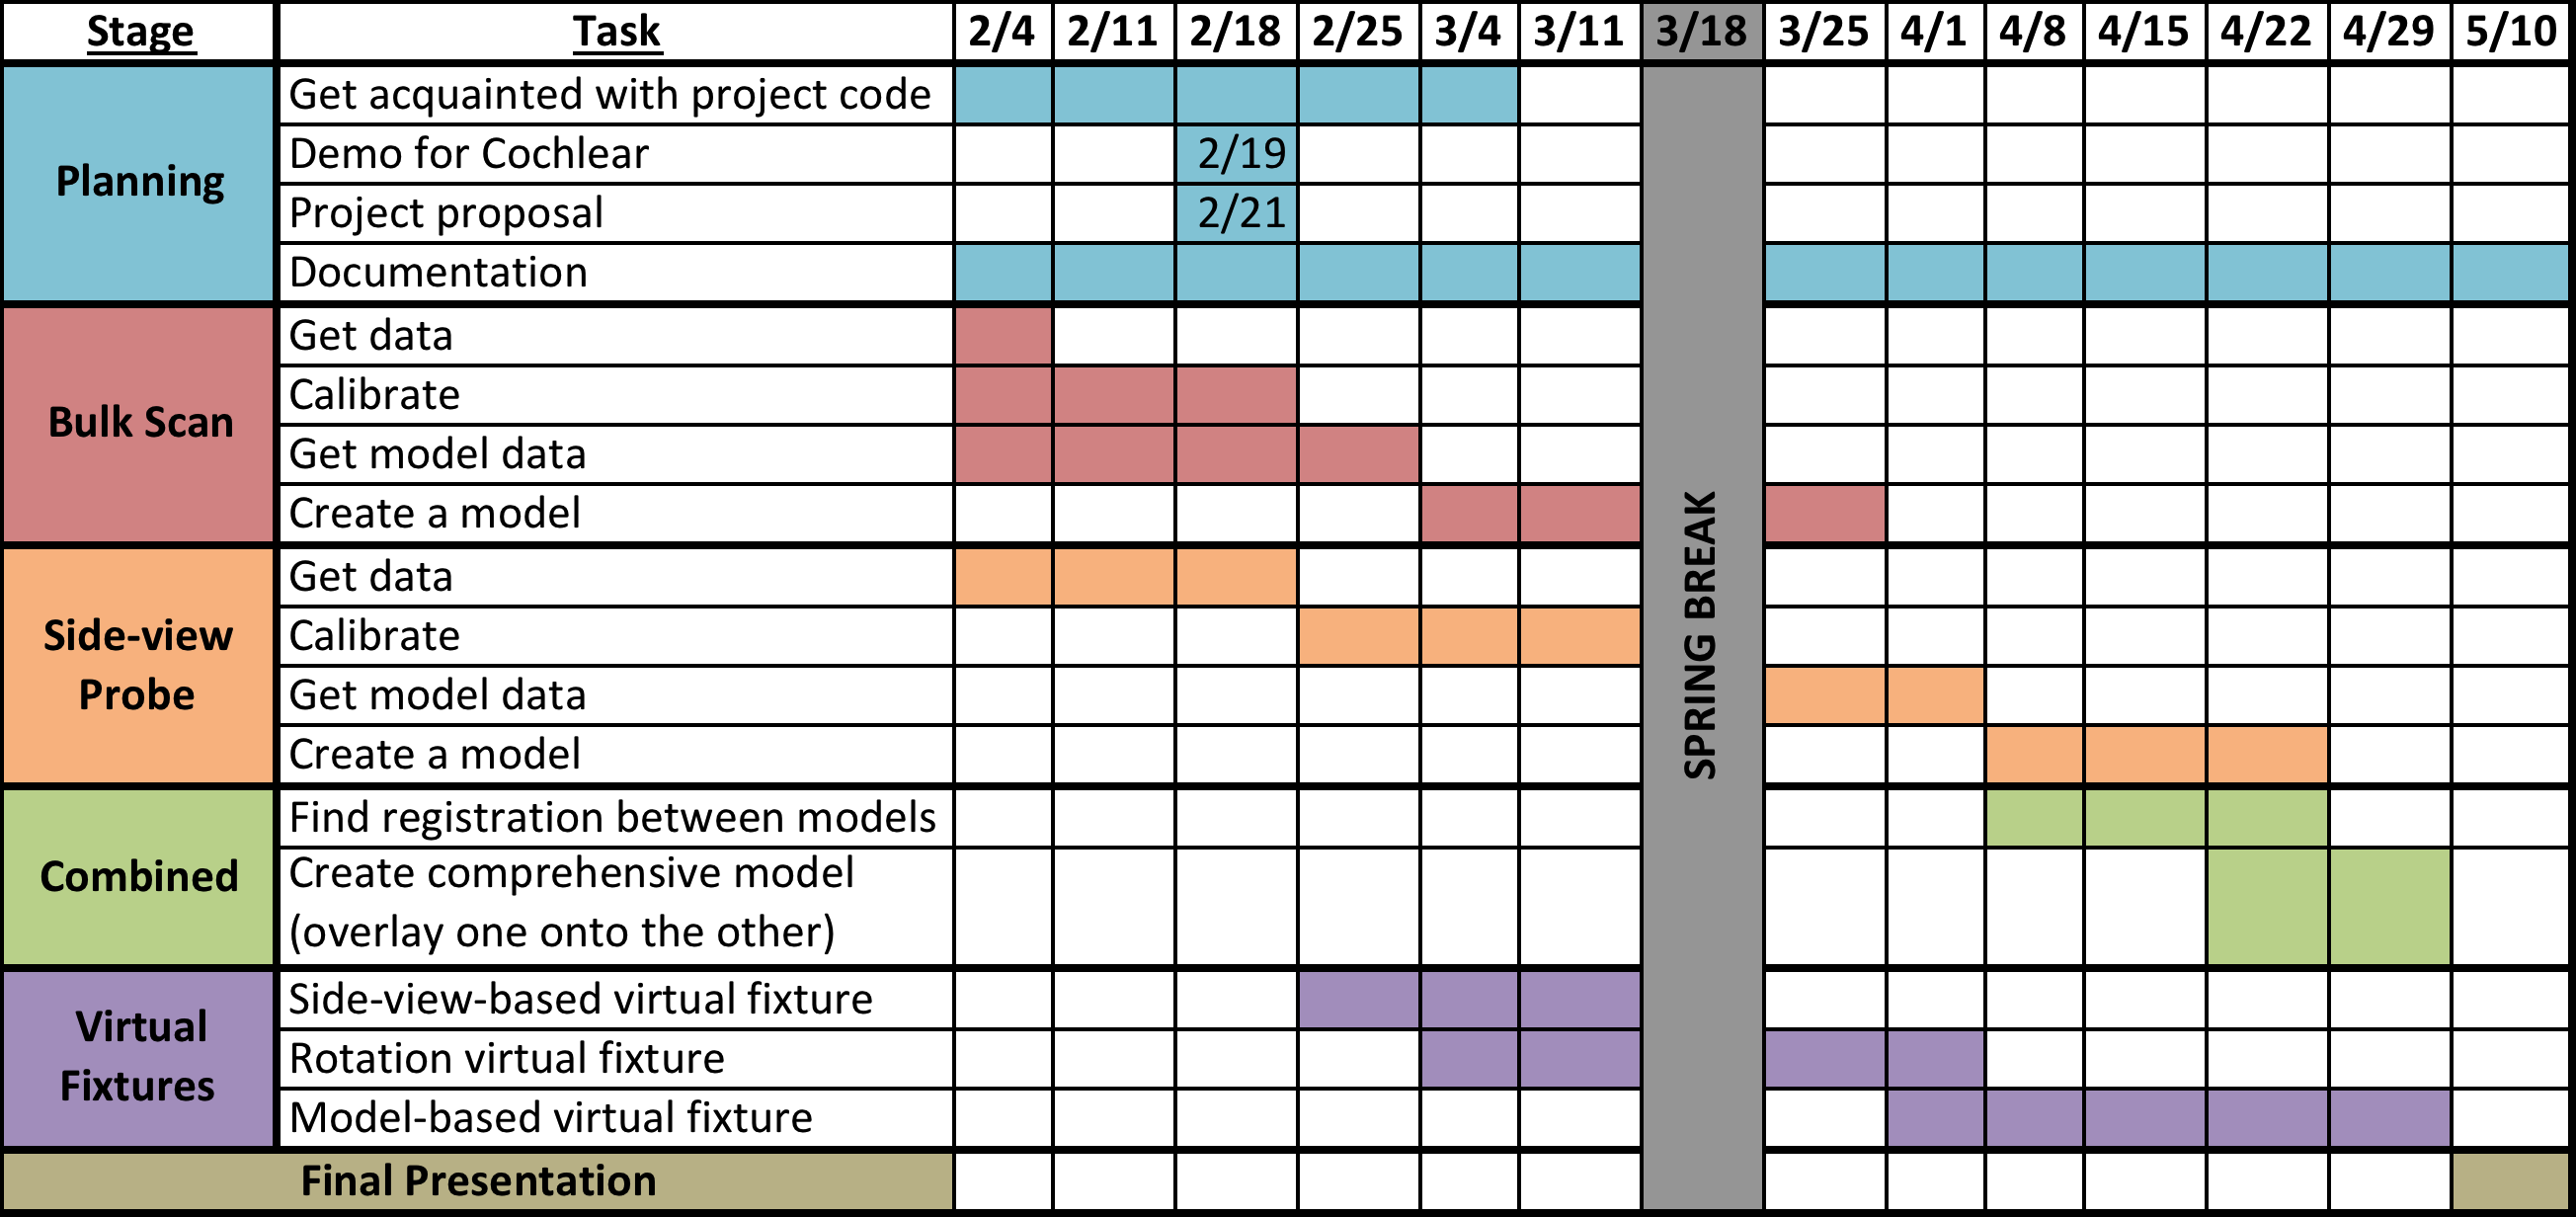 Stage Task 2/4 2/11 2/18 2/25 3/4 3/11 3/18 3/25 4/1 4/8 4/15 4/22 4/29 5/10
Planning
Get acquainted with project code
Demo for Cochlear 2/19
Project proposal 2/21
Documentation
Bulk Scan
Get data
Calibrate
Get model data
Create a model
Side-view
Probe
Get data
Calibrate
Get model data
Create a model
SPRING BREAK
Combined
Find registration between models
Create comprehensive model
(overlay one onto the other)
Virtual
Fixtures
Side-view-based virtual fixture
Rotation virtual fixture
Model-based virtual fixture
Final Presentation